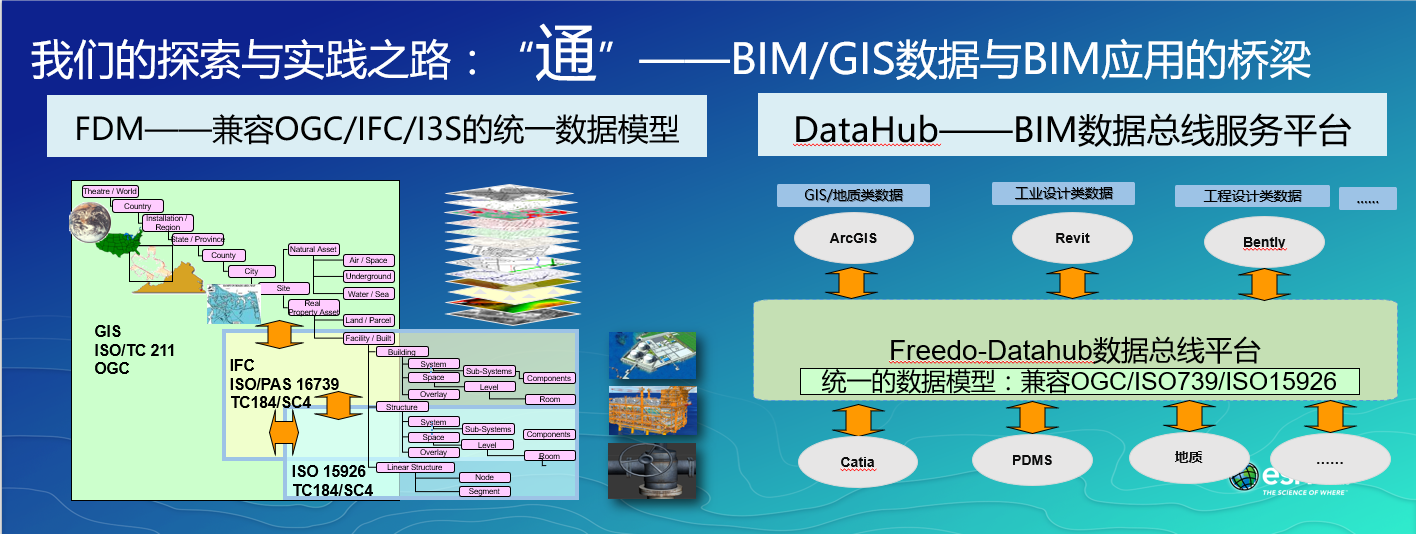 我们的探索与实践之路：“通”——BIM/GIS数据与BIM应用的桥梁
FDM——兼容OGC/IFC/I3S的统一数据模型
Theatre / World
Country
Installation / Region
State / Province
County
City
Site
Natural Asset
Air / Space
Underground
Water / Sea
Real Property Asset
Land / Parcel
Facility / Built
GIS
ISO/TC 211
OGC
IFC
ISO/PAS 16739
TC184/SC4
ISO 15926
TC184/SC4
Building
System
Space
Overlay
Sub-Systems
Level
Components
Room
Structure
System
Space
Overlay
Sub-Systems
Level
Components
Room
Linear Structure
Node
Segment
DataHub——BIM数据总线服务平台
GIS/地质类数据
工业设计类数据
工程设计类数据
......
ArcGIS
Revit
Bently
Freedo-Datahub数据总线平台
统一的数据模型：兼容OGC/ISO739/ISO15926
Catia
PDMS
地质
......
THE SCIENCE OF WHERE